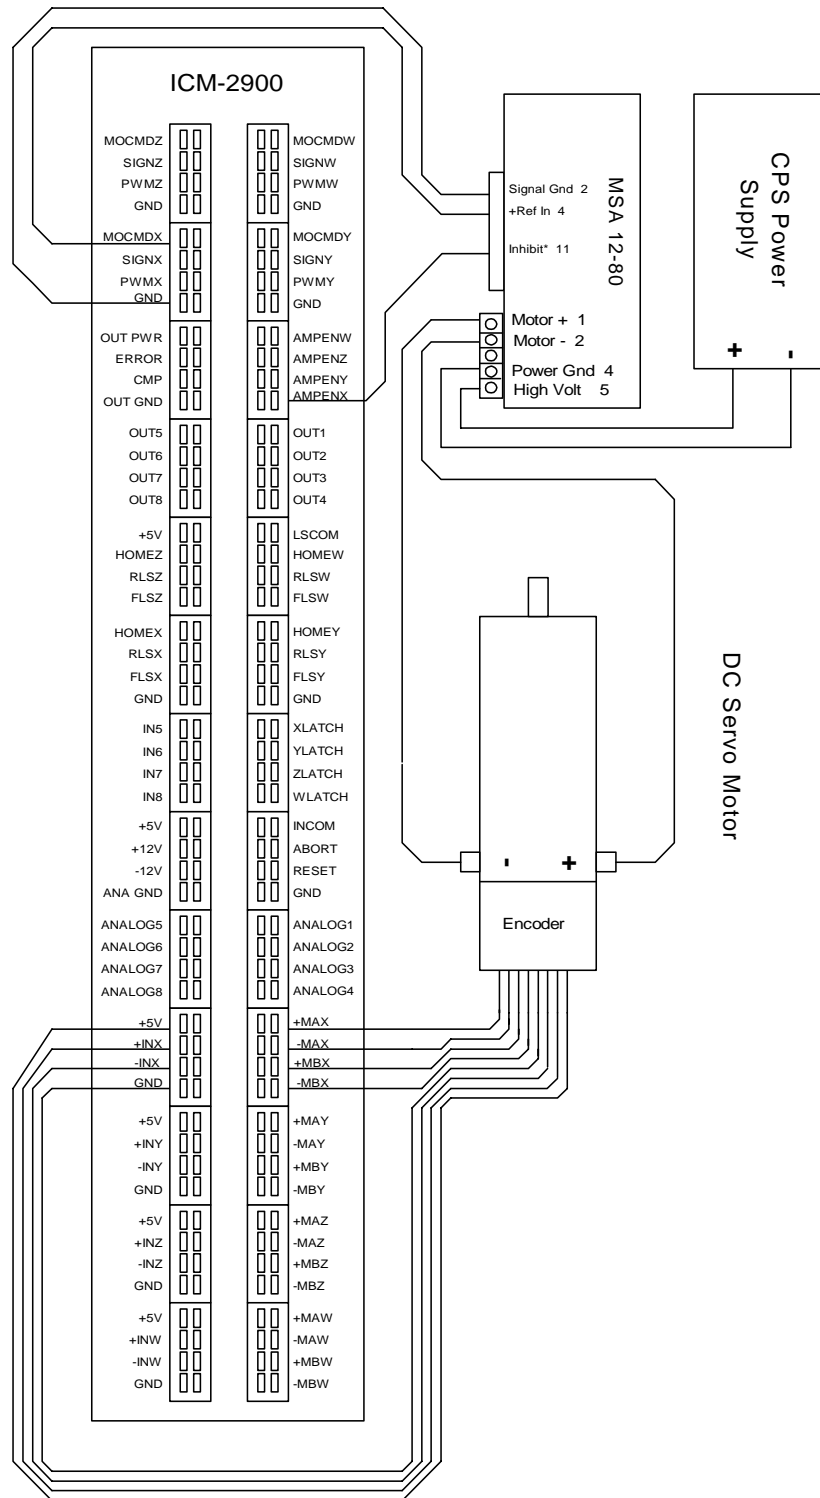 ICM-2900
MOCMDZ
SIGNZ
PWMZ
GND
MOCMDX
SIGNX
PWMX
GND
OUT PWR
ERROR
CMP
OUT GND
OUT5
OUT6
OUT7
OUT8
+5V
HOMEZ
RLSZ
FLSZ
HOMEX
RLSX
FLSX
GND
IN5
IN6
IN7
IN8
+5V
+12V
-12V
ANA GND
ANALOG5
ANALOG6
ANALOG7
ANALOG8
+5V
+INX
-INX
GND
+5V
+INY
-INY
GND
+5V
+INZ
-INZ
GND
+5V
+INW
-INW
GND
MOCMDW
SIGNW
PWMW
GND
MOCMDY
SIGNY
PWMY
GND
AMPENW
AMPENZ
AMPENY
AMPENX
OUT1
OUT2
OUT3
OUT4
LSCOM
HOMEW
RLSW
FLSW
HOMEY
RLSY
FLSY
GND
XLATCH
YLATCH
ZLATCH
WLATCH
INCOM
ABORT
RESET
GND
ANALOG1
ANALOG2
ANALOG3
ANALOG4
+MAX
-MAX
+MBX
-MBX
+MAY
-MAY
+MBY
-MBY
+MAZ
-MAZ
+MBZ
-MBZ
+MAW
-MAW
+MBW
-MBW
MSA 12-80
Signal Gnd 2
+Ref In 4
Inhibit* 11
Motor + 1
Motor - 2
Power Gnd 4
High Volt 5
CPS Power
Supply
+ -
DC Servo Motor
- +
Encoder